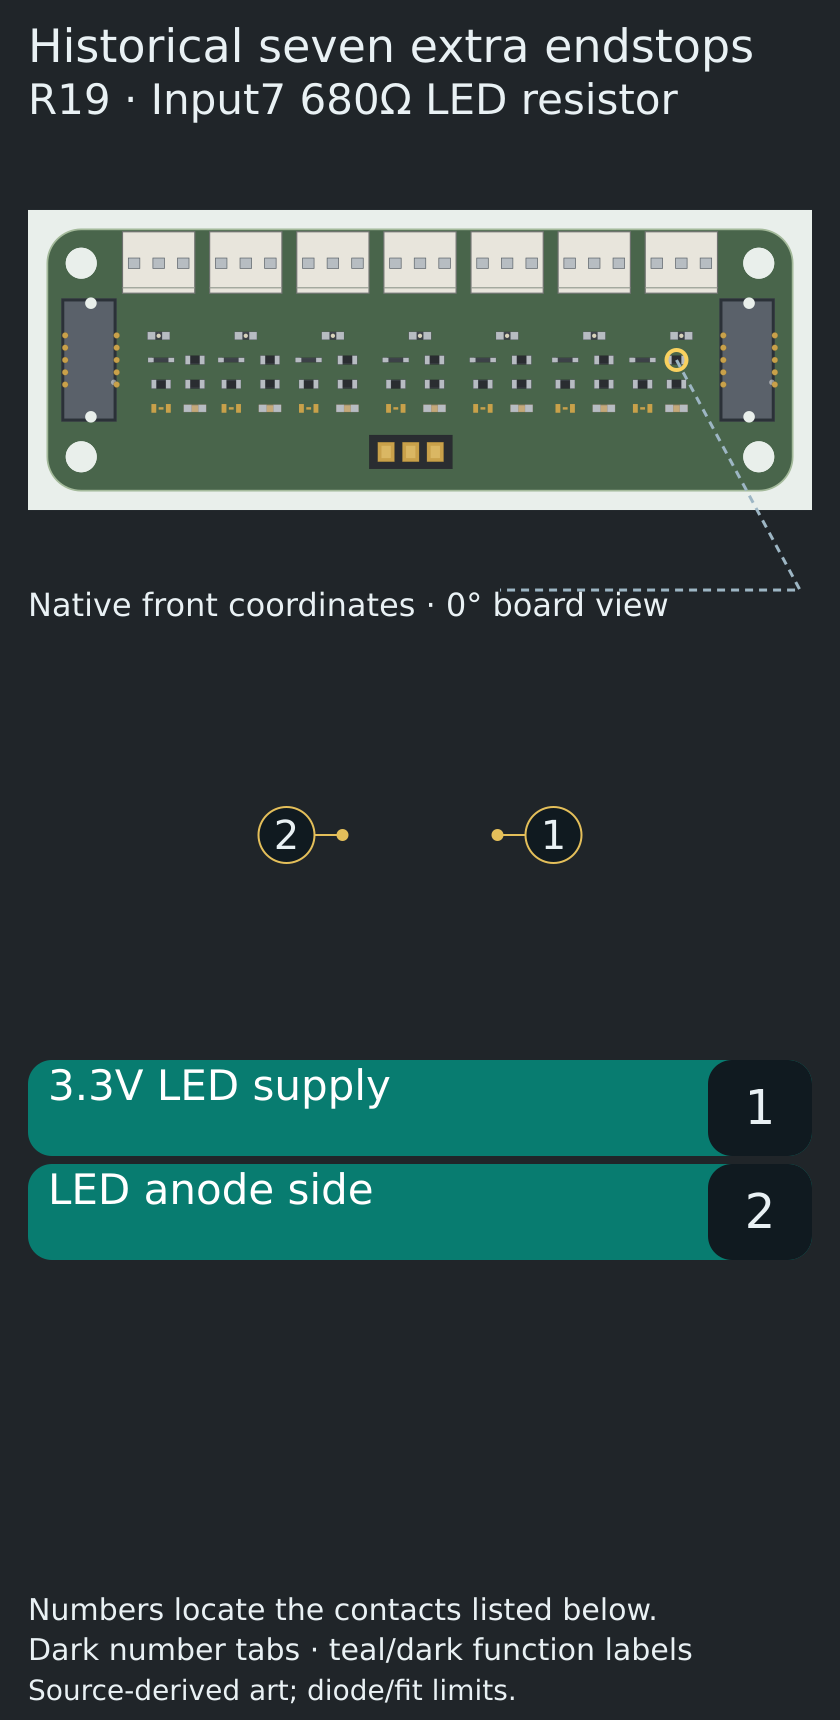 Historical seven extra endstops
R19 · Input7 680Ω LED resistor
Native front coordinates · 0° board view
2
1
3.3V LED supply
1
LED anode side
2
Numbers locate the contacts listed below.
Dark number tabs · teal/dark function labels
Source-derived art; diode/fit limits.